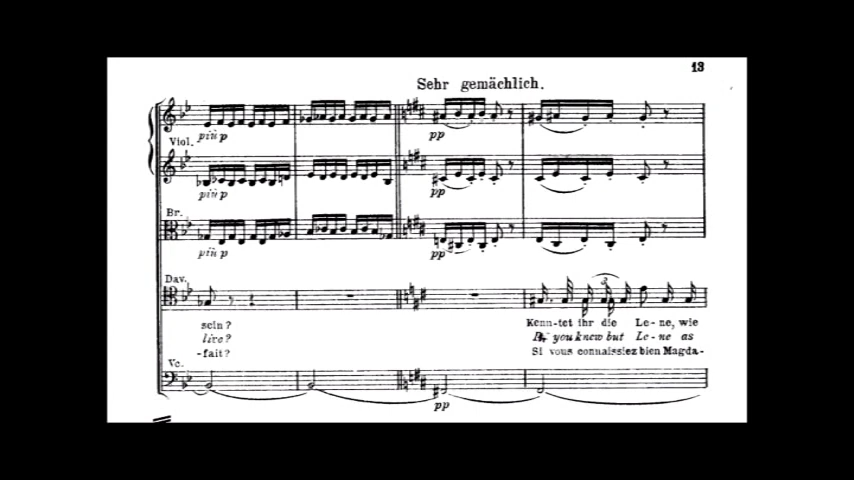 13
Sehr gemächlich.
Viol.
più p
pp
più p
pp
Br.
più p
pp
Dav.
3
sein? Kenn-tet ihr die Le-ne, wie
live? you knew but Le-ne as
-fait? Si vous connaissiez bien Magda-
Vc.
pp